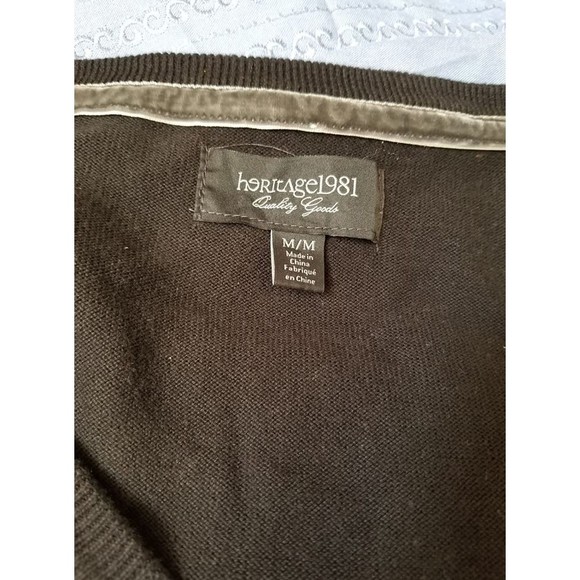 heritage1981
Quality Goods
M/M
Made in
China
Fabriqué
en Chine